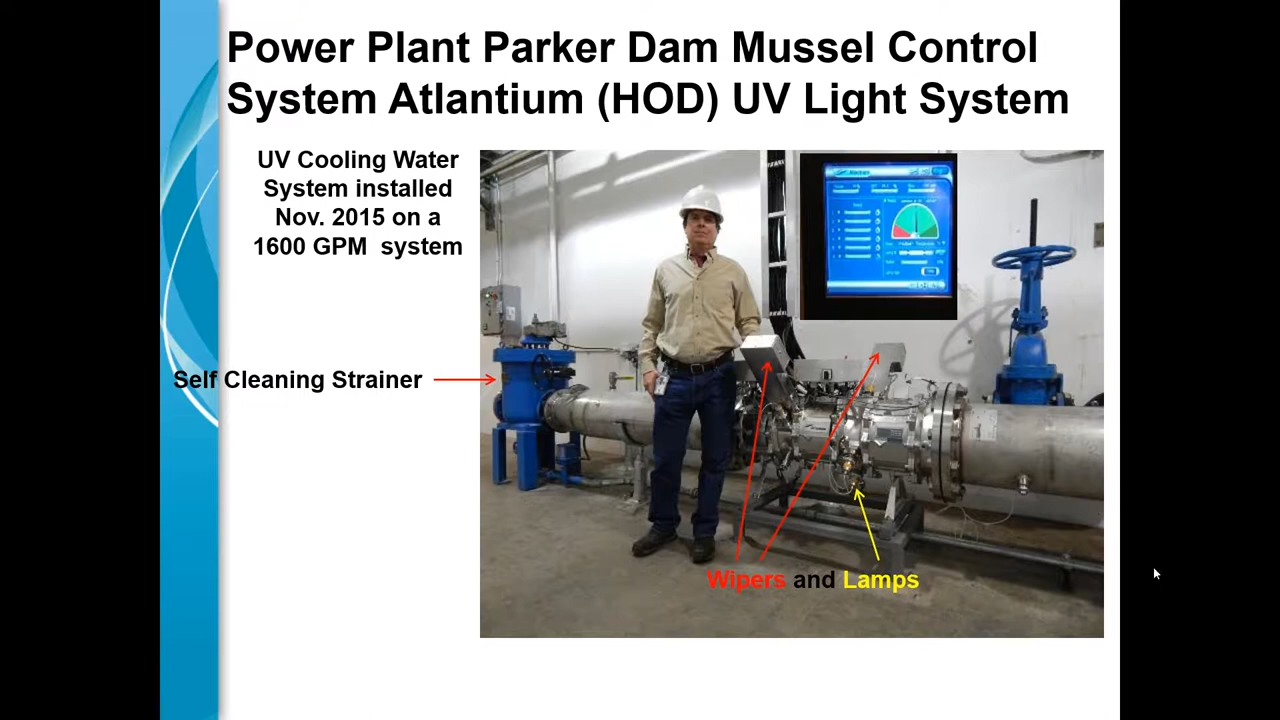 Power Plant Parker Dam Mussel Control
System Atlantium (HOD) UV Light System
UV Cooling Water
System installed
Nov. 2015 on a
1600 GPM system
Self Cleaning Strainer
Wipers and Lamps